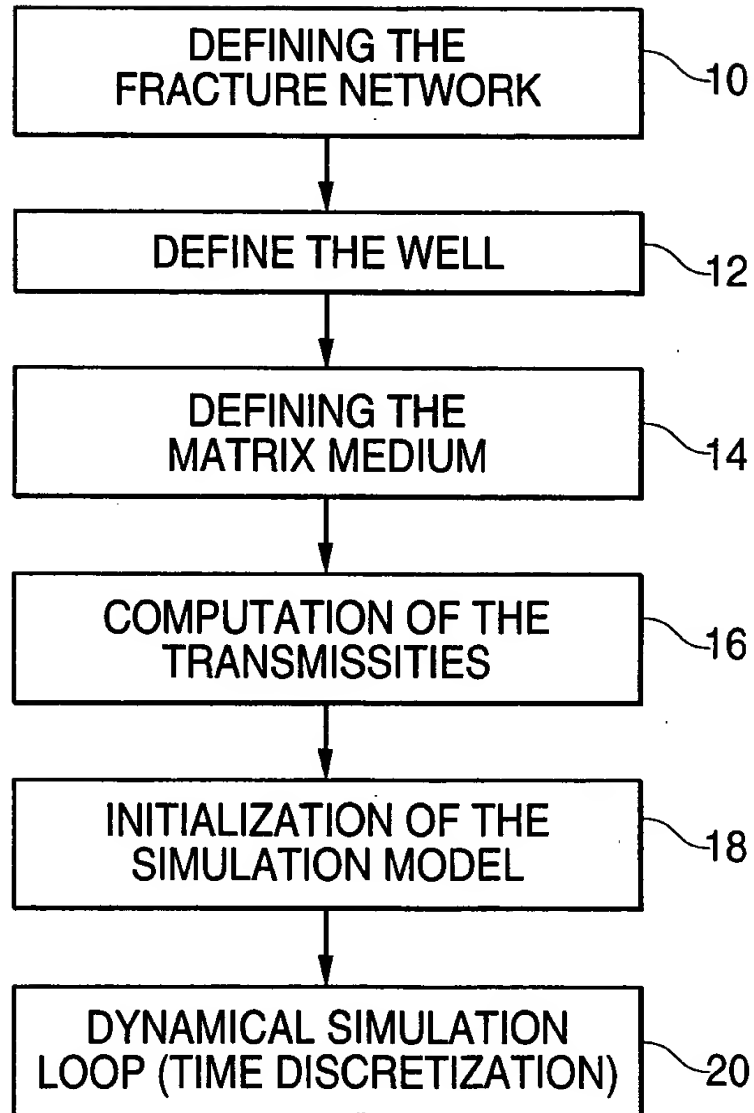 DEFINING THE
FRACTURE NETWORK
10
DEFINE THE WELL
12
DEFINING THE
MATRIX MEDIUM
14
COMPUTATION OF THE
TRANSMISSITIES
16
INITIALIZATION OF THE
SIMULATION MODEL
18
DYNAMICAL SIMULATION
LOOP (TIME DISCRETIZATION)
20